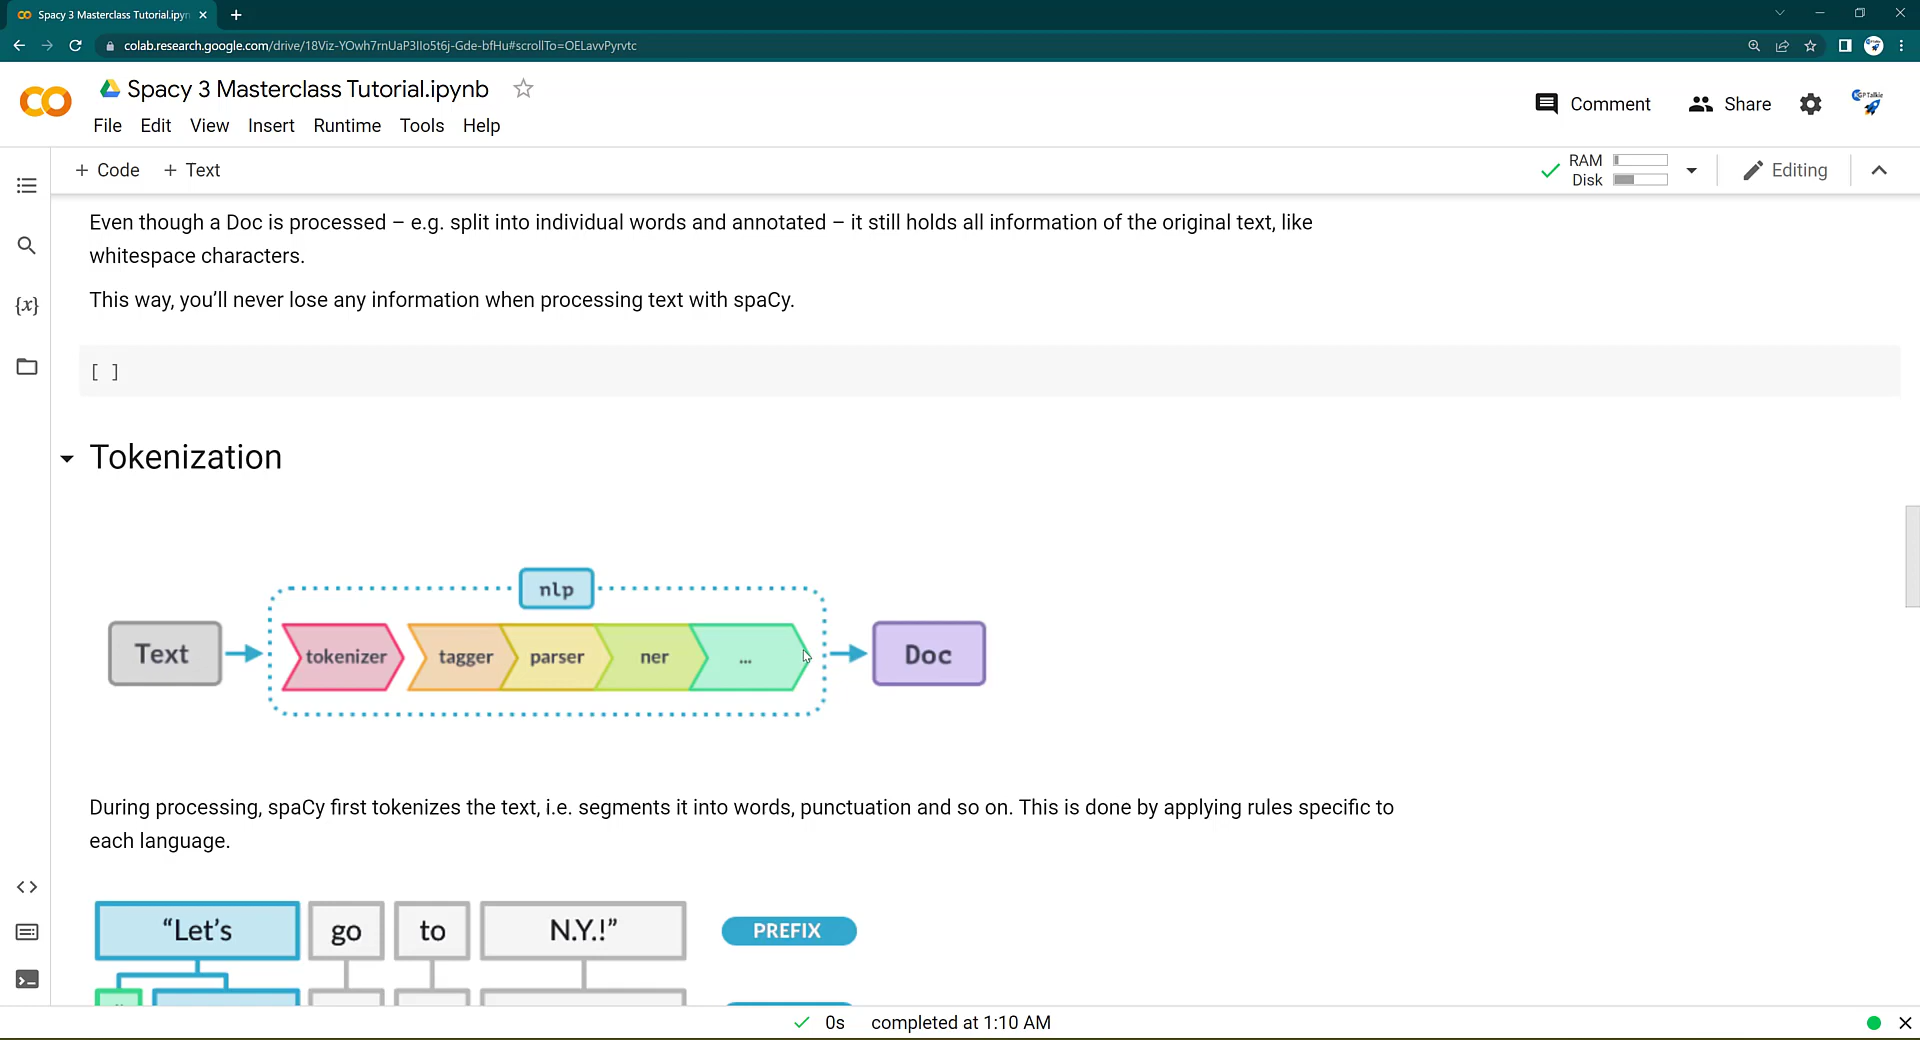 Spacy 3 Masterclass Tutorial.ipyn
colab.research.google.com/drive/18Viz-YOwh7rnUaP3IIo5t6j-Gde-bfHu#scrollTo=OELavvPyrvtc
Spacy 3 Masterclass Tutorial.ipynb
File Edit View Insert Runtime Tools Help
Comment Share
KGP Talkie
+ Code + Text
RAM
Disk
Editing
Even though a Doc is processed – e.g. split into individual words and annotated – it still holds all information of the original text, like
whitespace characters.
This way, you’ll never lose any information when processing text with spaCy.
{x}
[ ]
Tokenization
nlp
Text tokenizer tagger parser ner ... Doc
During processing, spaCy first tokenizes the text, i.e. segments it into words, punctuation and so on. This is done by applying rules specific to
each language.
“Let’s go to N.Y.!” PREFIX
0s completed at 1:10 AM